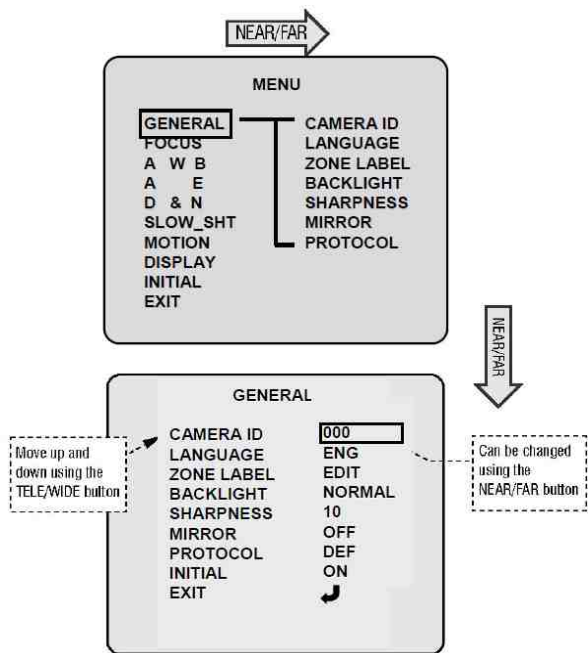 NEAR/FAR
MENU
GENERAL CAMERA ID
FOCUS LANGUAGE
A W B ZONE LABEL
A E BACKLIGHT
D & N SHARPNESS
SLOW_SHT MIRROR
MOTION PROTOCOL
DISPLAY
INITIAL
EXIT
NEAR/FAR
GENERAL
CAMERA ID 000
LANGUAGE ENG
ZONE LABEL EDIT
BACKLIGHT NORMAL
SHARPNESS 10
MIRROR OFF
PROTOCOL DEF
INITIAL ON
EXIT
Move up and
down using the
TELE/WIDE button
Can be changed
using the
NEAR/FAR button